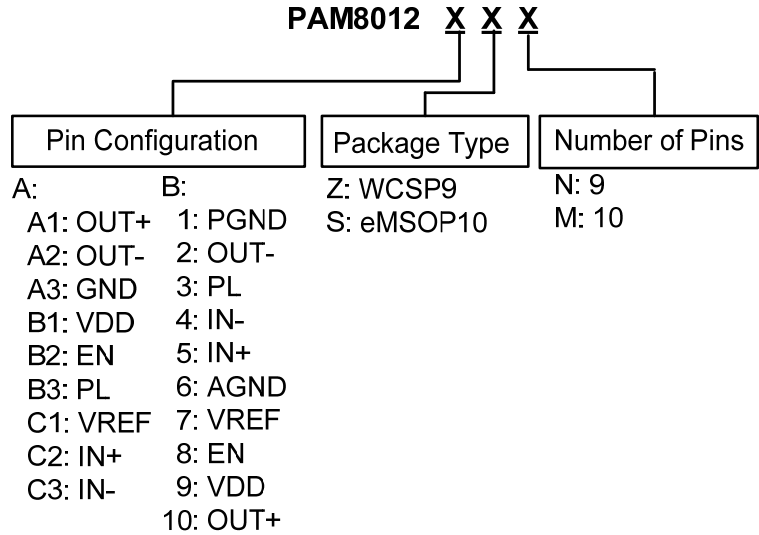 PAM8012 X X X
Pin Configuration
A:
A1: OUT+
A2: OUT-
A3: GND
B1: VDD
B2: EN
B3: PL
C1: VREF
C2: IN+
C3: IN-
B:
1: PGND
2: OUT-
3: PL
4: IN-
5: IN+
6: AGND
7: VREF
8: EN
9: VDD
10: OUT+
Package Type
Z: WCSP9
S: eMSOP10
Number of Pins
N: 9
M: 10